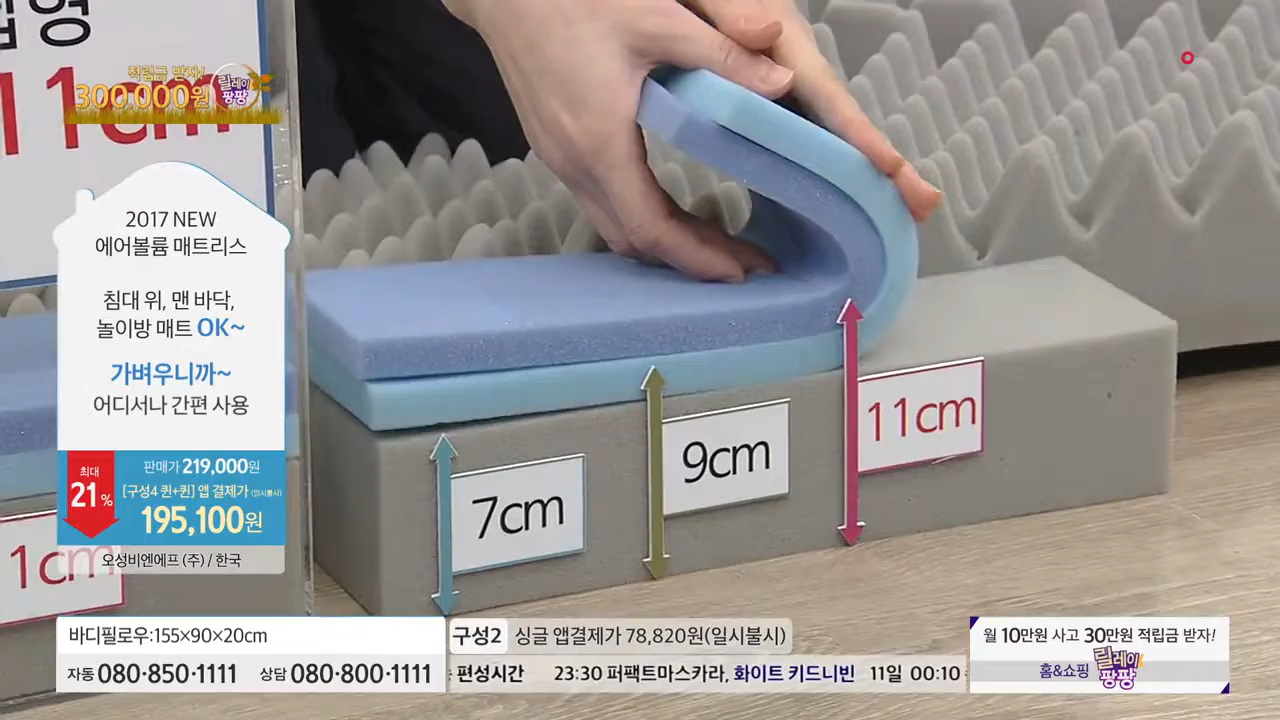 형
11cm
적립금 받자!
300,000원
릴레이
팡팡
2017 NEW
에어볼륨 매트리스
침대 위, 맨 바닥,
놀이방 매트 OK~
가벼우니까~
어디서나 간편 사용
최대
21%
판매가 219,000원
[구성4 퀸+퀸] 앱 결제가 (일시불시)
195,100원
오성비엔에프 (주) / 한국
1cm
7cm
9cm
11cm
바디필로우:155×90×20cm
자동 080·850·1111 상담 080·800·1111
구성2 싱글 앱결제가 78,820원(일시불시)
편성시간 23:30 퍼팩트마스카라, 화이트 키드니빈 11일 00:10
월 10만원 사고 30만원 적립금 받자!
홈&쇼핑 릴레이
팡팡